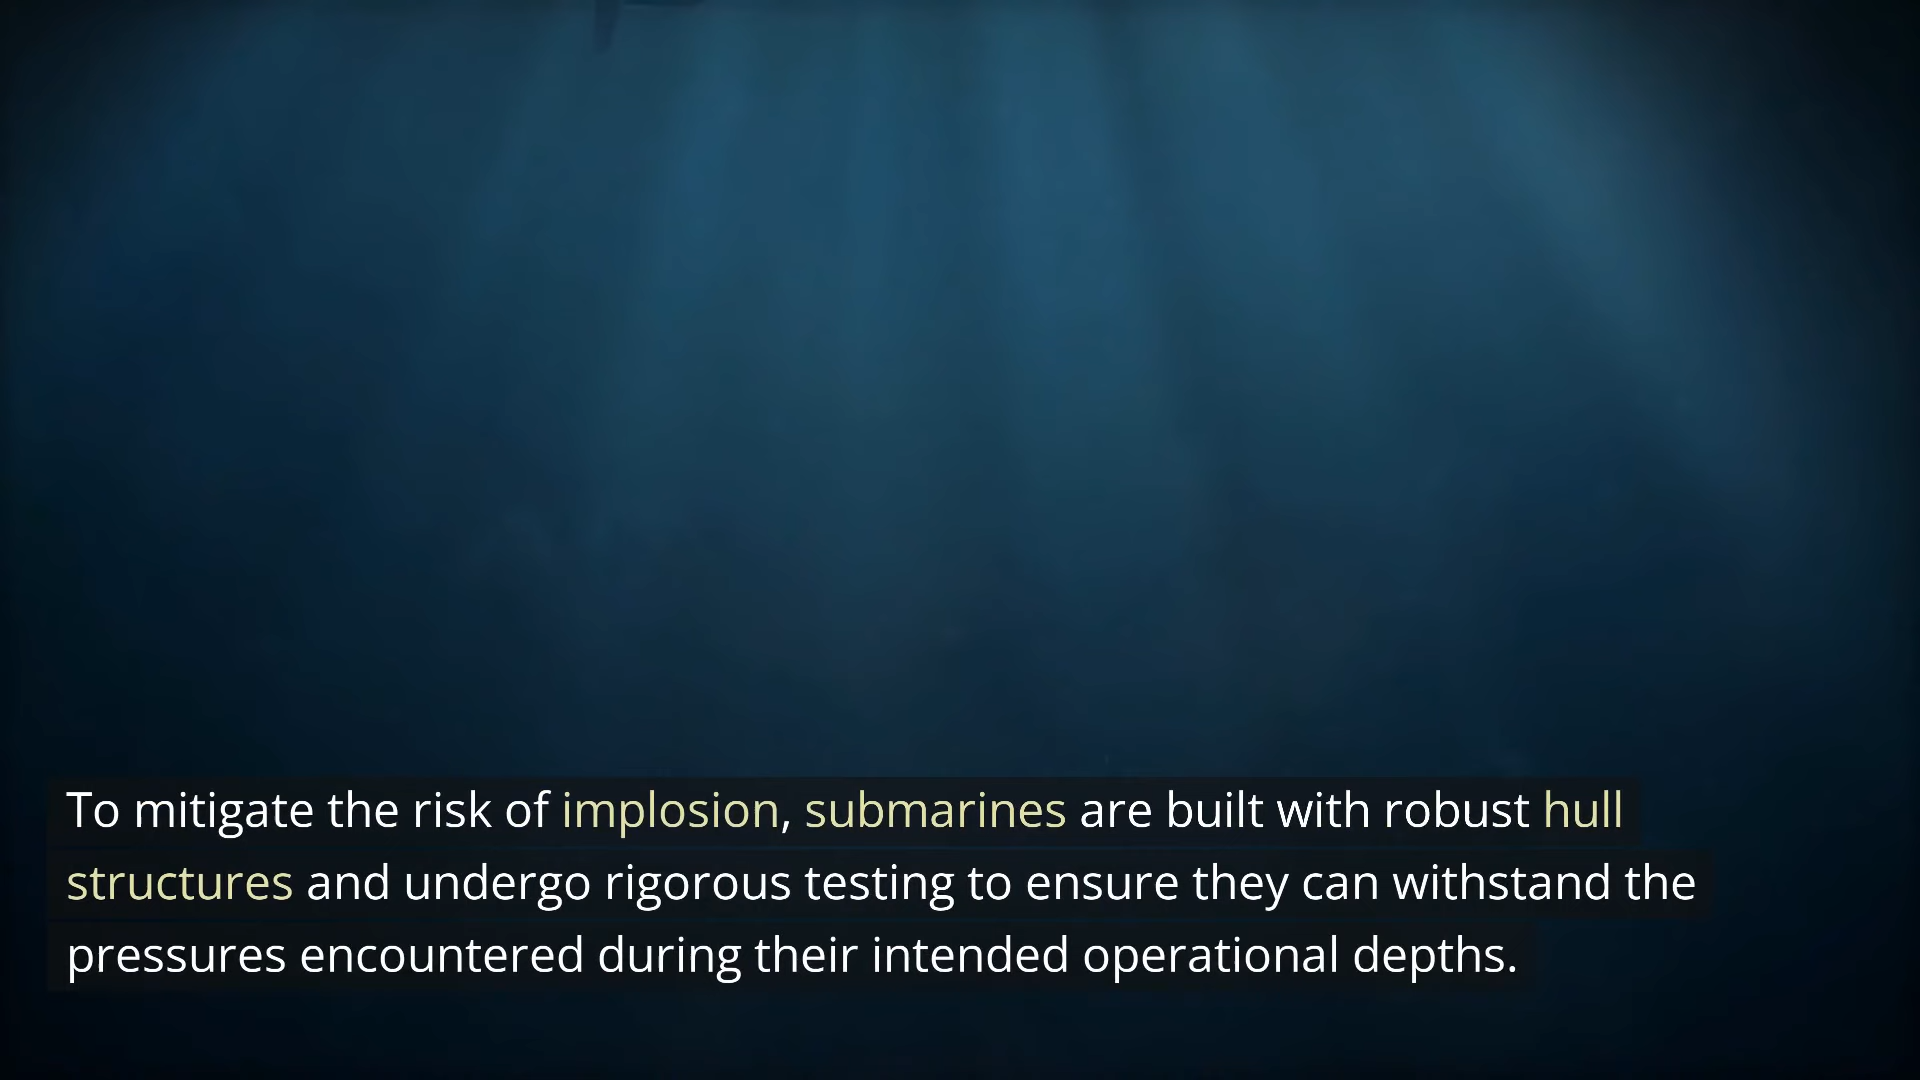 To mitigate the risk of implosion, submarines are built with robust hull
structures and undergo rigorous testing to ensure they can withstand the
pressures encountered during their intended operational depths.